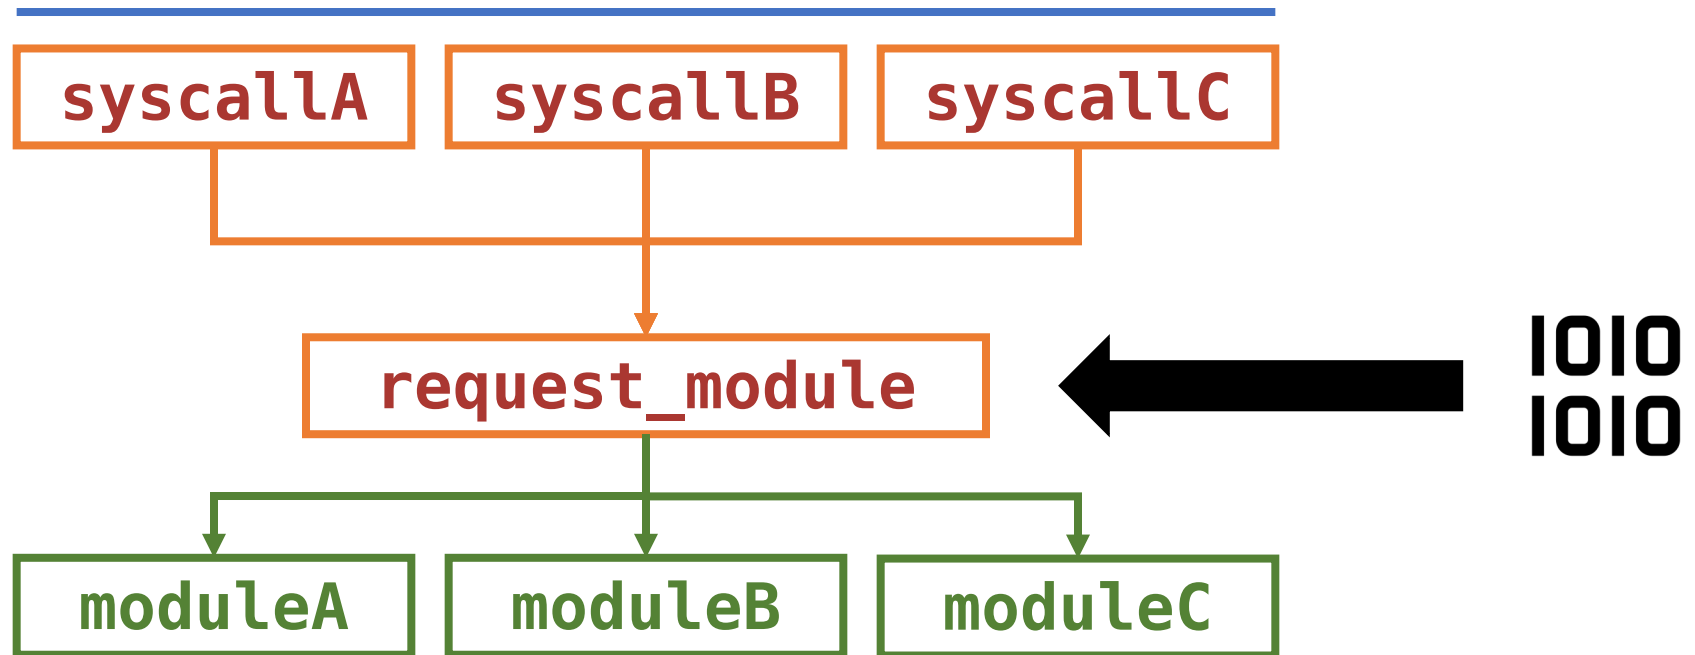 syscallA syscallB syscallC
request_module
1010
1010
moduleA moduleB moduleC